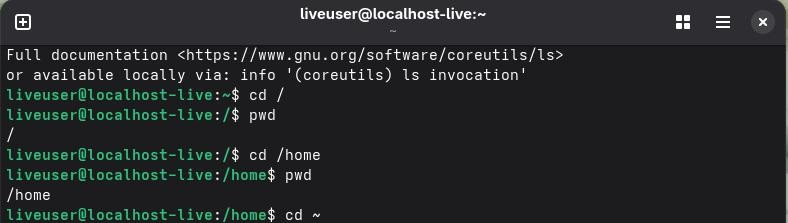 liveuser@localhost-live:~
~
Full documentation <https://www.gnu.org/software/coreutils/ls>
or available locally via: info '(coreutils) ls invocation'
liveuser@localhost-live:~$ cd /
liveuser@localhost-live:/$ pwd
/
liveuser@localhost-live:/$ cd /home
liveuser@localhost-live:/home$ pwd
/home
liveuser@localhost-live:/home$ cd ~